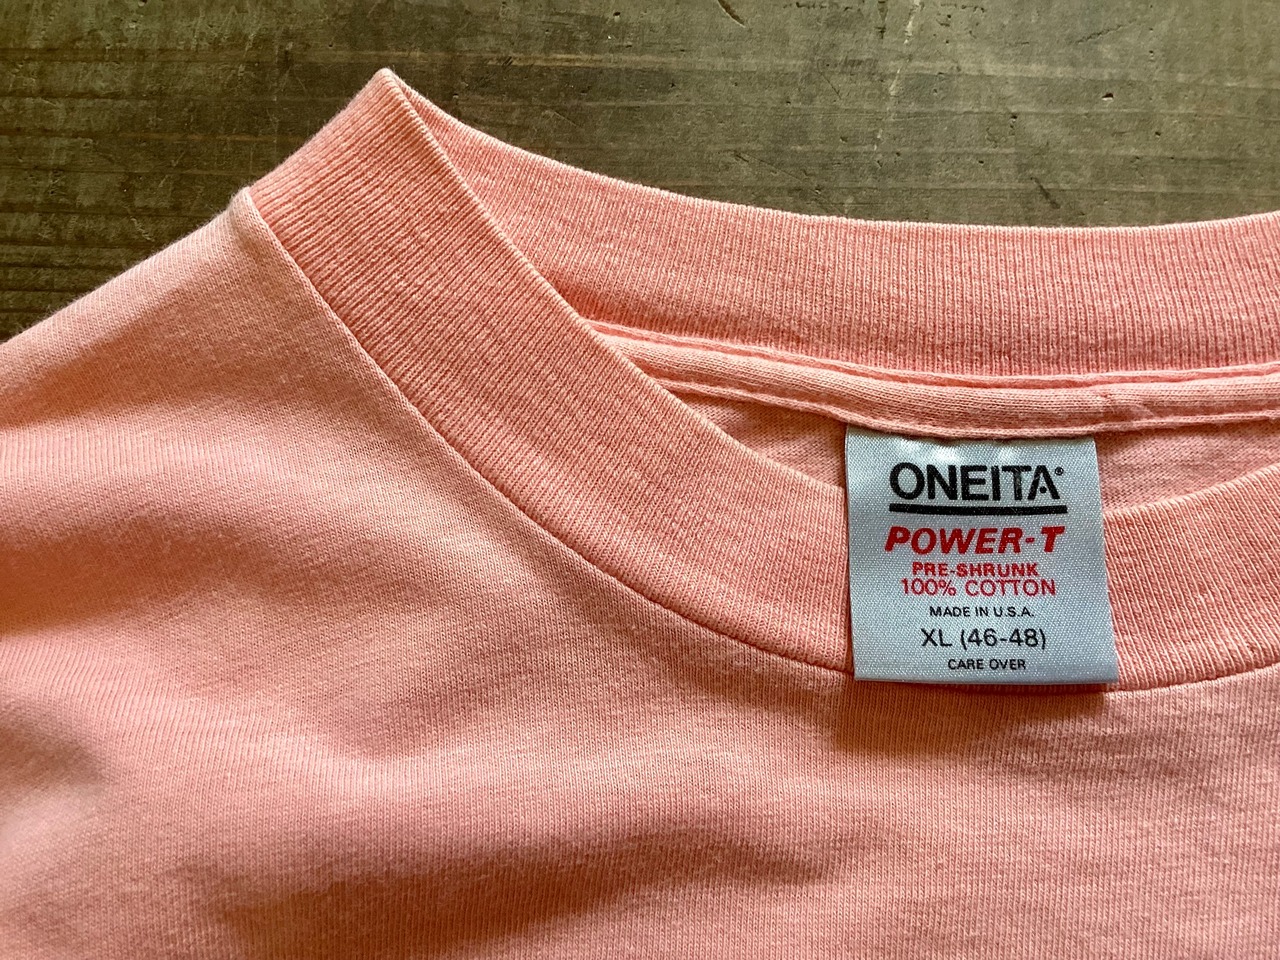 ONEITA®
POWER-T
PRE-SHRUNK
100% COTTON
MADE IN U.S.A.
XL (46-48)
CARE OVER